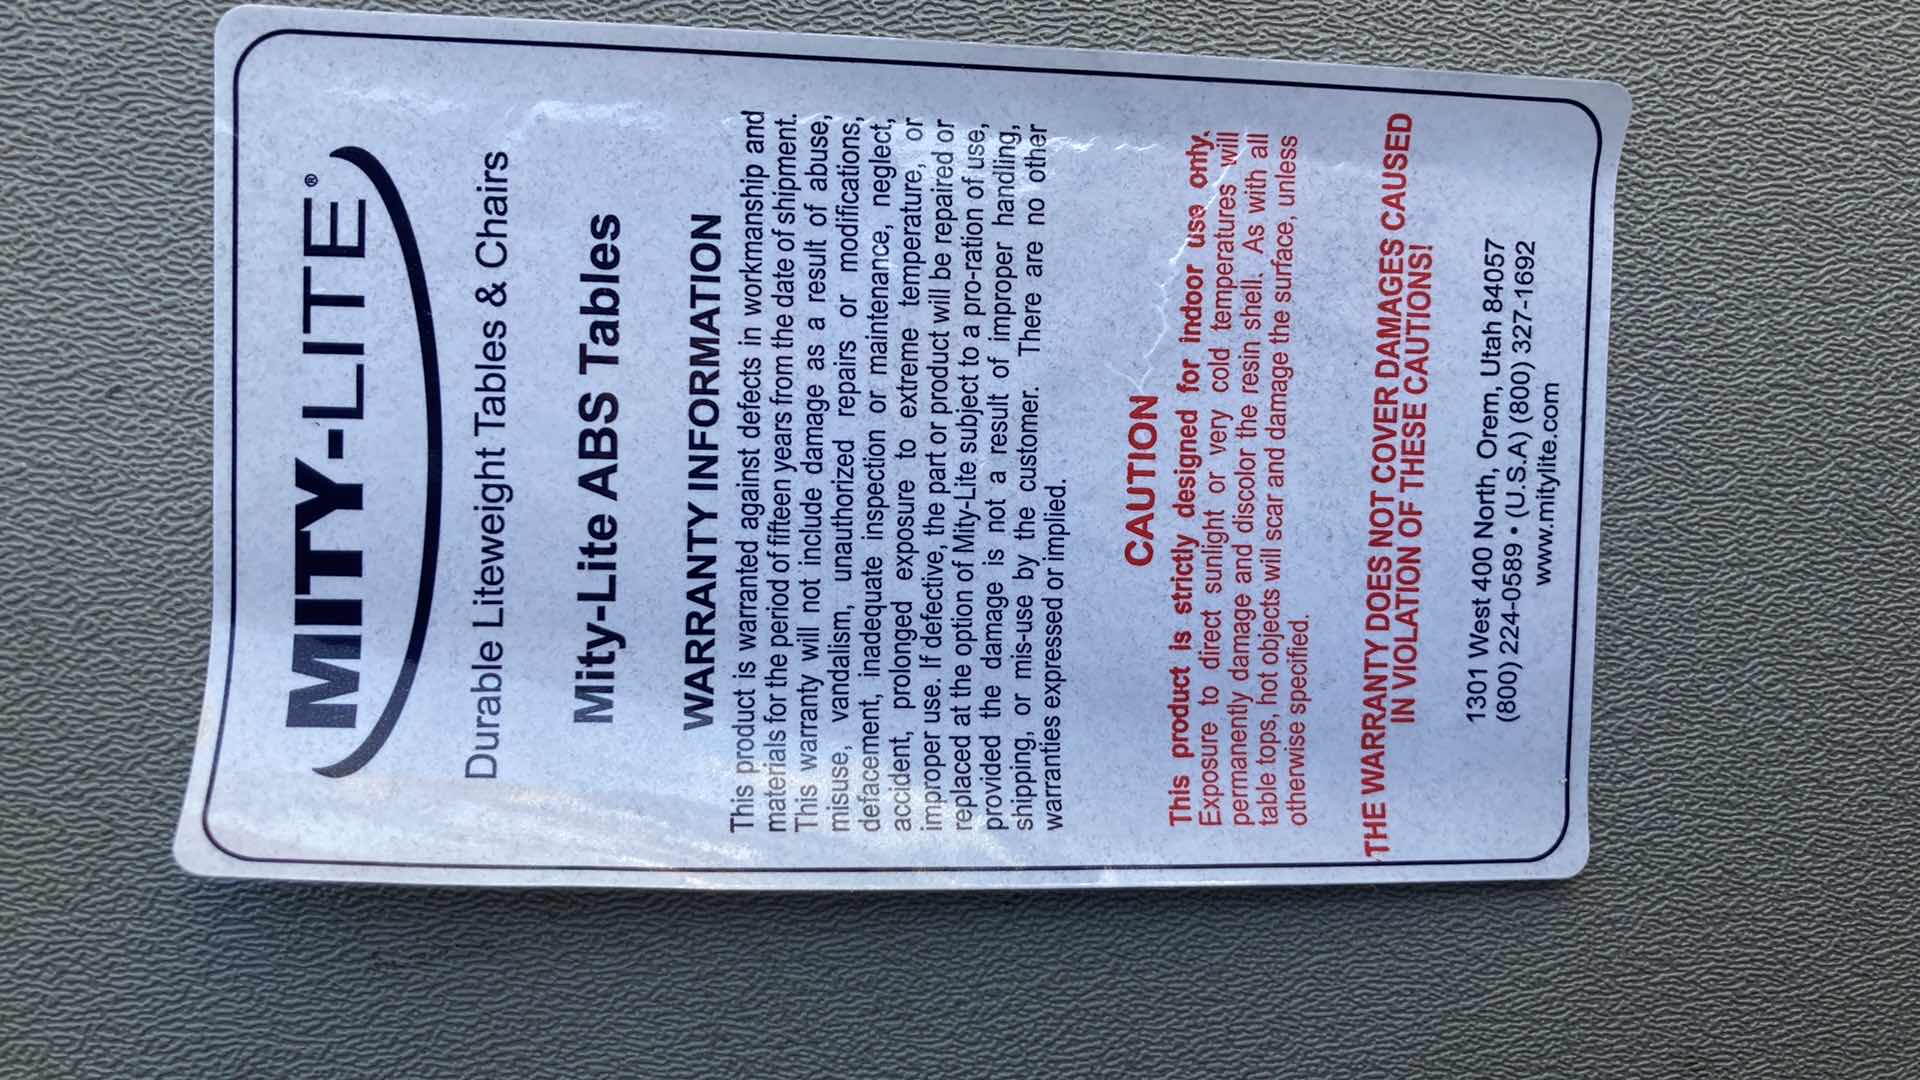 MITY-LITE®
Durable Liteweight Tables & Chairs
Mity-Lite ABS Tables
WARRANTY INFORMATION
This product is warranted against defects in workmanship and
materials for the period of fifteen years from the date of shipment.
This warranty will not include damage as a result of abuse,
misuse, vandalism, unauthorized repairs or modifications,
defacement, inadequate inspection or maintenance, neglect,
accident, prolonged exposure to extreme temperature, or
improper use. If defective, the part or product will be repaired or
replaced at the option of Mity-Lite subject to a pro-ration of use,
provided the damage is not a result of improper handling,
shipping, or mis-use by the customer. There are no other
warranties expressed or implied.
CAUTION
This product is strictly designed for indoor use only.
Exposure to direct sunlight or very cold temperatures will
permanently damage and discolor the resin shell. As with all
table tops, hot objects will scar and damage the surface, unless
otherwise specified.
THE WARRANTY DOES NOT COVER DAMAGES CAUSED
IN VIOLATION OF THESE CAUTIONS!
1301 West 400 North, Orem, Utah 84057
(800) 224-0589 • (U.S.A) (800) 327-1692
www.mitylite.com